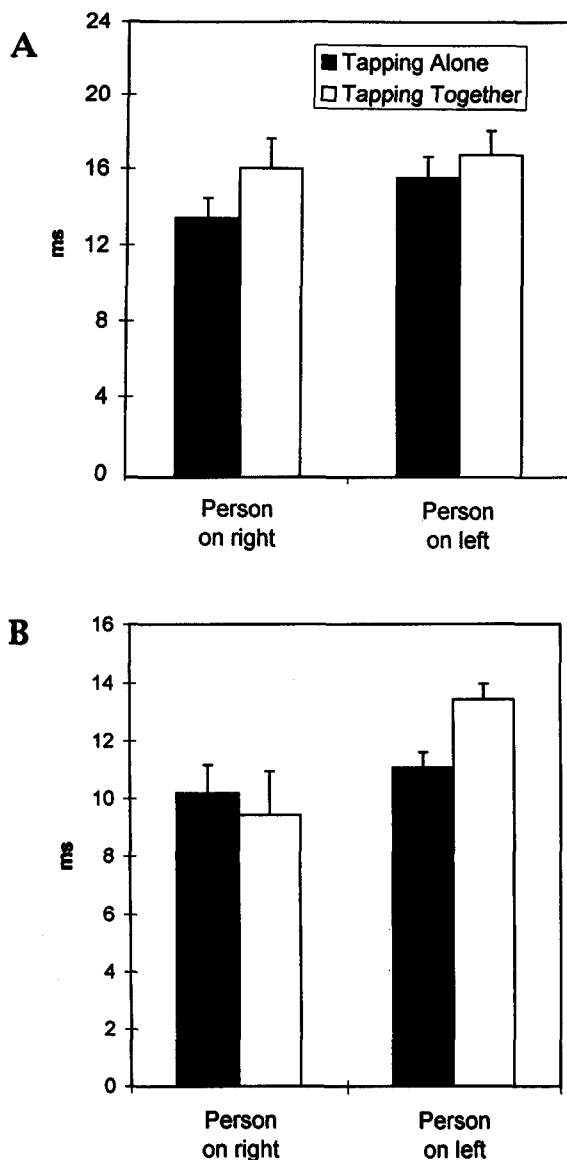 A
24
20
16
12
8
4
0
ms
Tapping Alone
Tapping Together
Person
on right
Person
on left
B
16
14
12
10
8
6
4
2
0
ms
Person
on right
Person
on left